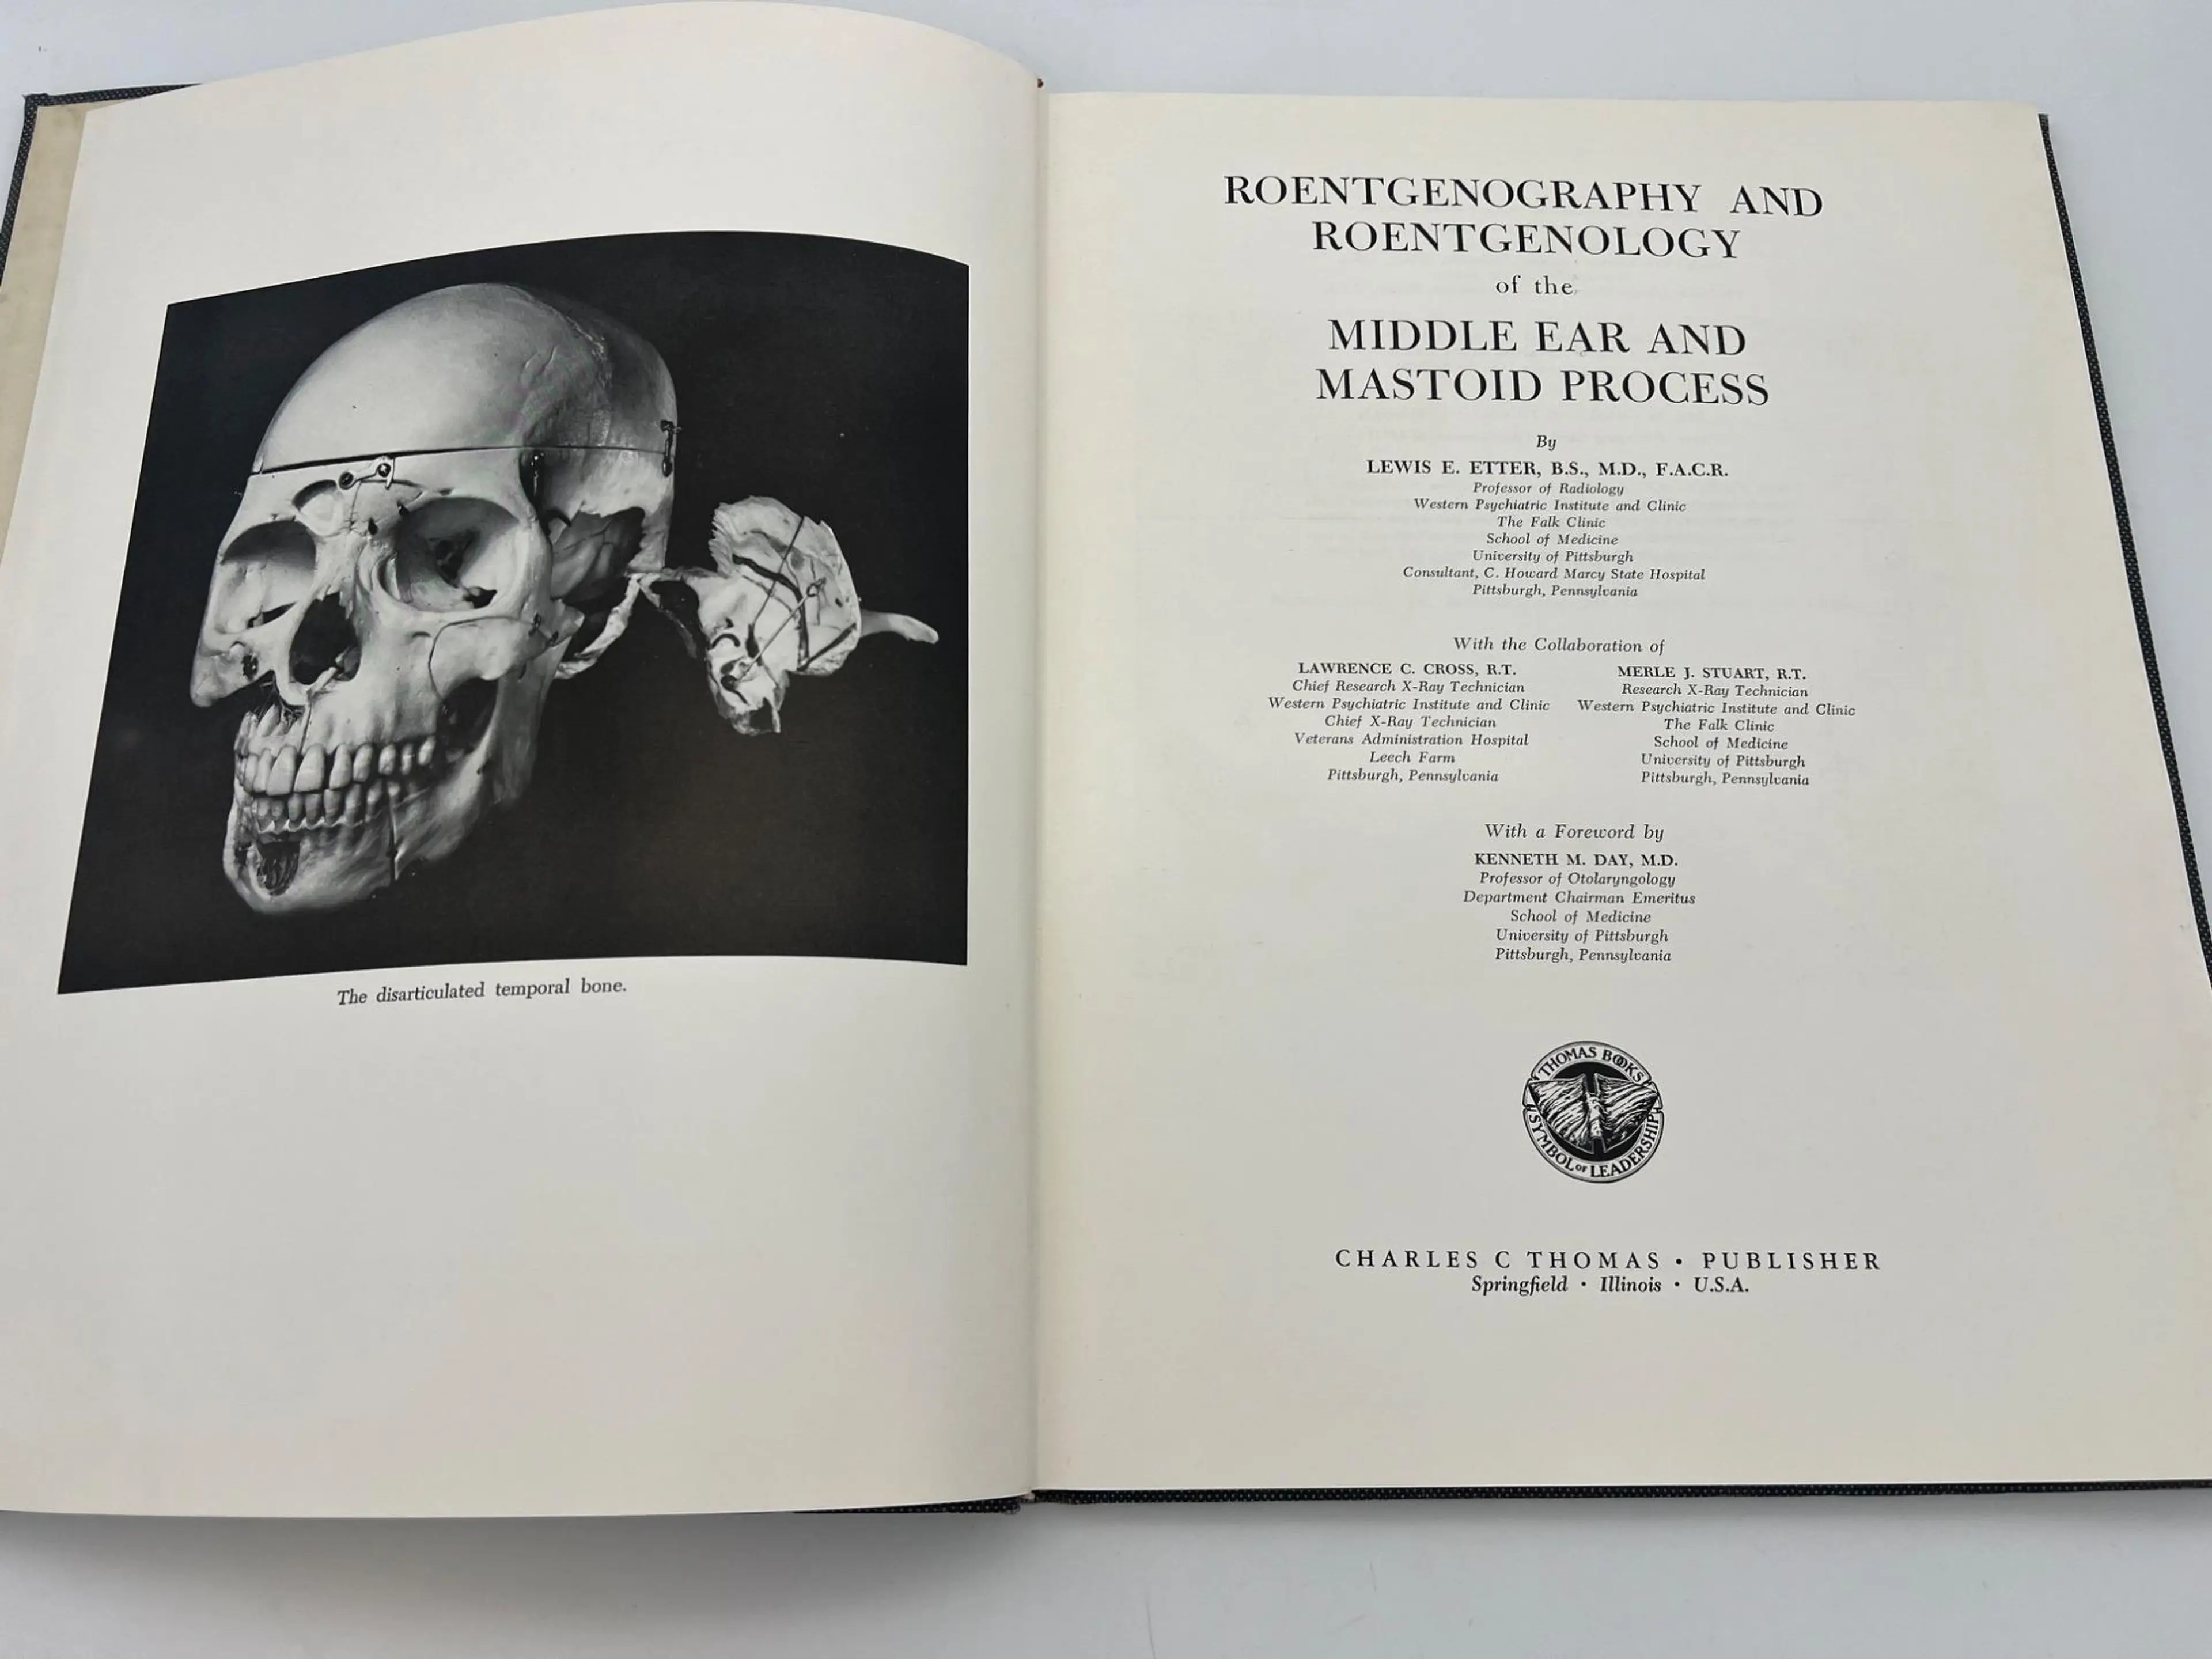 The disarticulated temporal bone.
ROENTGENOGRAPHY AND
ROENTGENOLOGY
of the
MIDDLE EAR AND
MASTOID PROCESS
By
LEWIS E. ETTER, B.S., M.D., F.A.C.R.
Professor of Radiology
Western Psychiatric Institute and Clinic
The Falk Clinic
School of Medicine
University of Pittsburgh
Consultant, C. Howard Marcy State Hospital
Pittsburgh, Pennsylvania
With the Collaboration of
LAWRENCE C. CROSS, R.T.
Chief Research X-Ray Technician
Western Psychiatric Institute and Clinic
Chief X-Ray Technician
Veterans Administration Hospital
Leech Farm
Pittsburgh, Pennsylvania
MERLE J. STUART, R.T.
Research X-Ray Technician
Western Psychiatric Institute and Clinic
The Falk Clinic
School of Medicine
University of Pittsburgh
Pittsburgh, Pennsylvania
With a Foreword by
KENNETH M. DAY, M.D.
Professor of Otolaryngology
Department Chairman Emeritus
School of Medicine
University of Pittsburgh
Pittsburgh, Pennsylvania
THOMAS BOOKS
SYMBOL OF LEADERSHIP
CHARLES C THOMAS • PUBLISHER
Springfield • Illinois • U.S.A.